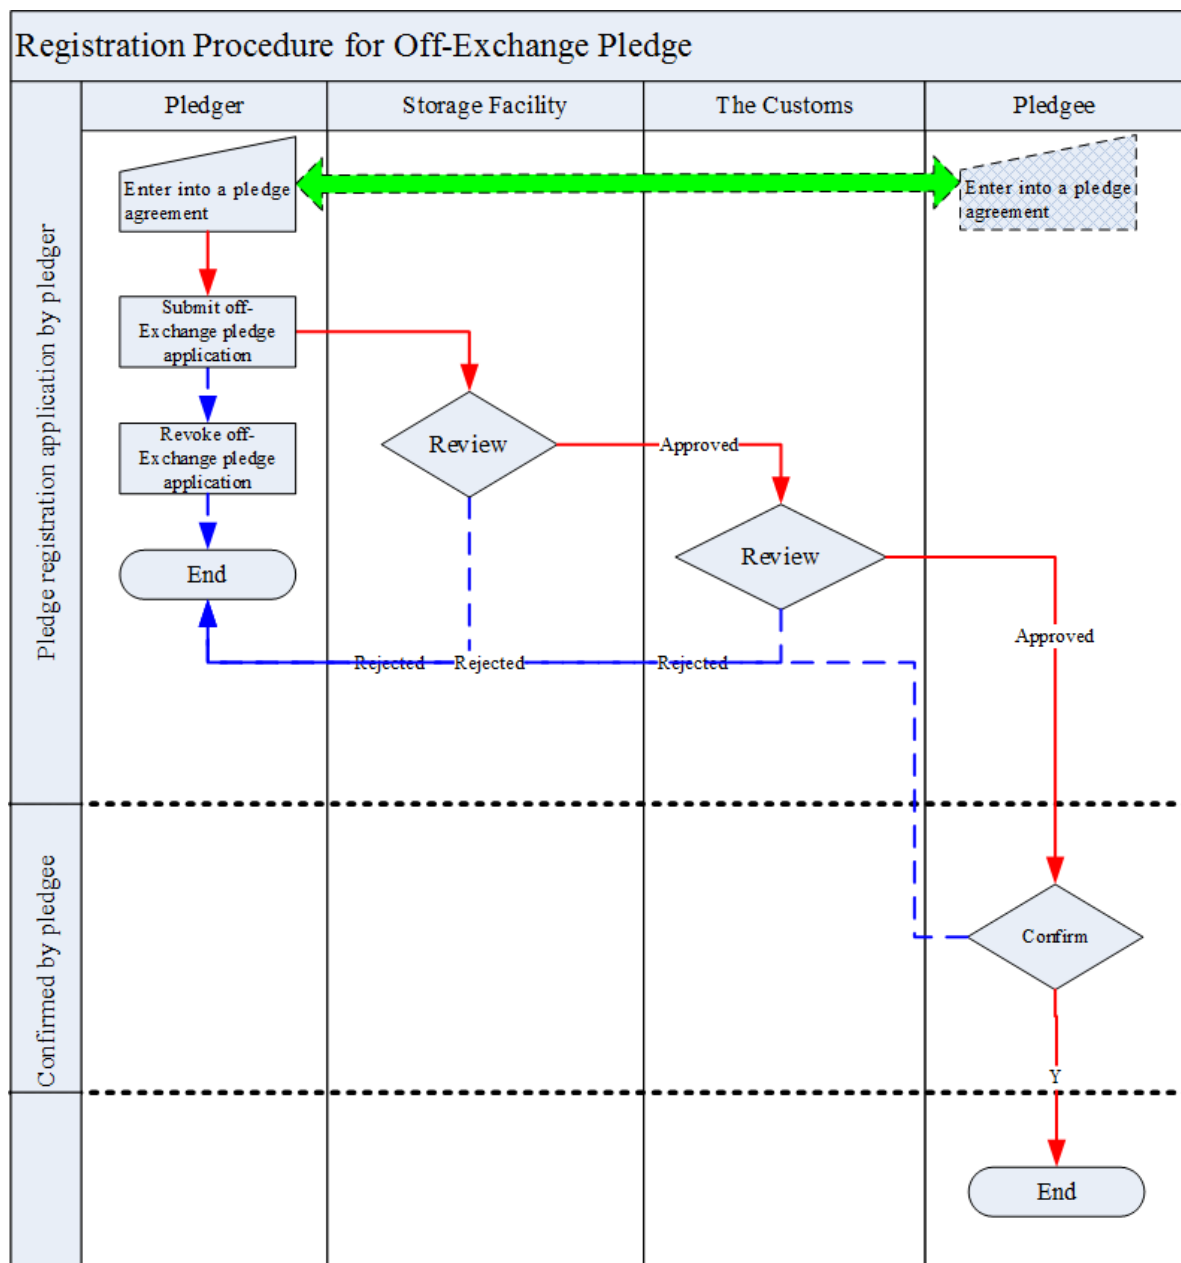 Registration Procedure for Off-Exchange Pledge
Pledger
Storage Facility
The Customs
Pledgee
Pledge registration application by pledger
Enter into a pledge
agreement
Enter into a pledge
agreement
Submit off-
Exchange pledge
application
Revoke off-
Exchange pledge
application
Review
Approved
Review
End
Approved
Rejected
Rejected
Rejected
Confirmed by pledgee
Confirm
Y
End